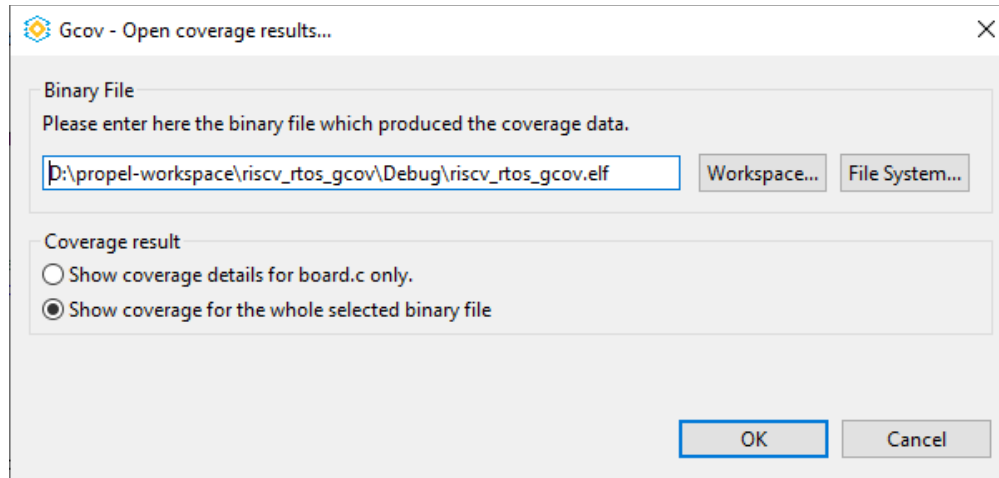 Gcov - Open coverage results...
Binary File
Please enter here the binary file which produced the coverage data.
D:\propel-workspace\riscv_rtos_gcov\Debug\riscv_rtos_gcov.elf
Workspace...
File System...
Coverage result
Show coverage details for board.c only.
Show coverage for the whole selected binary file
OK
Cancel